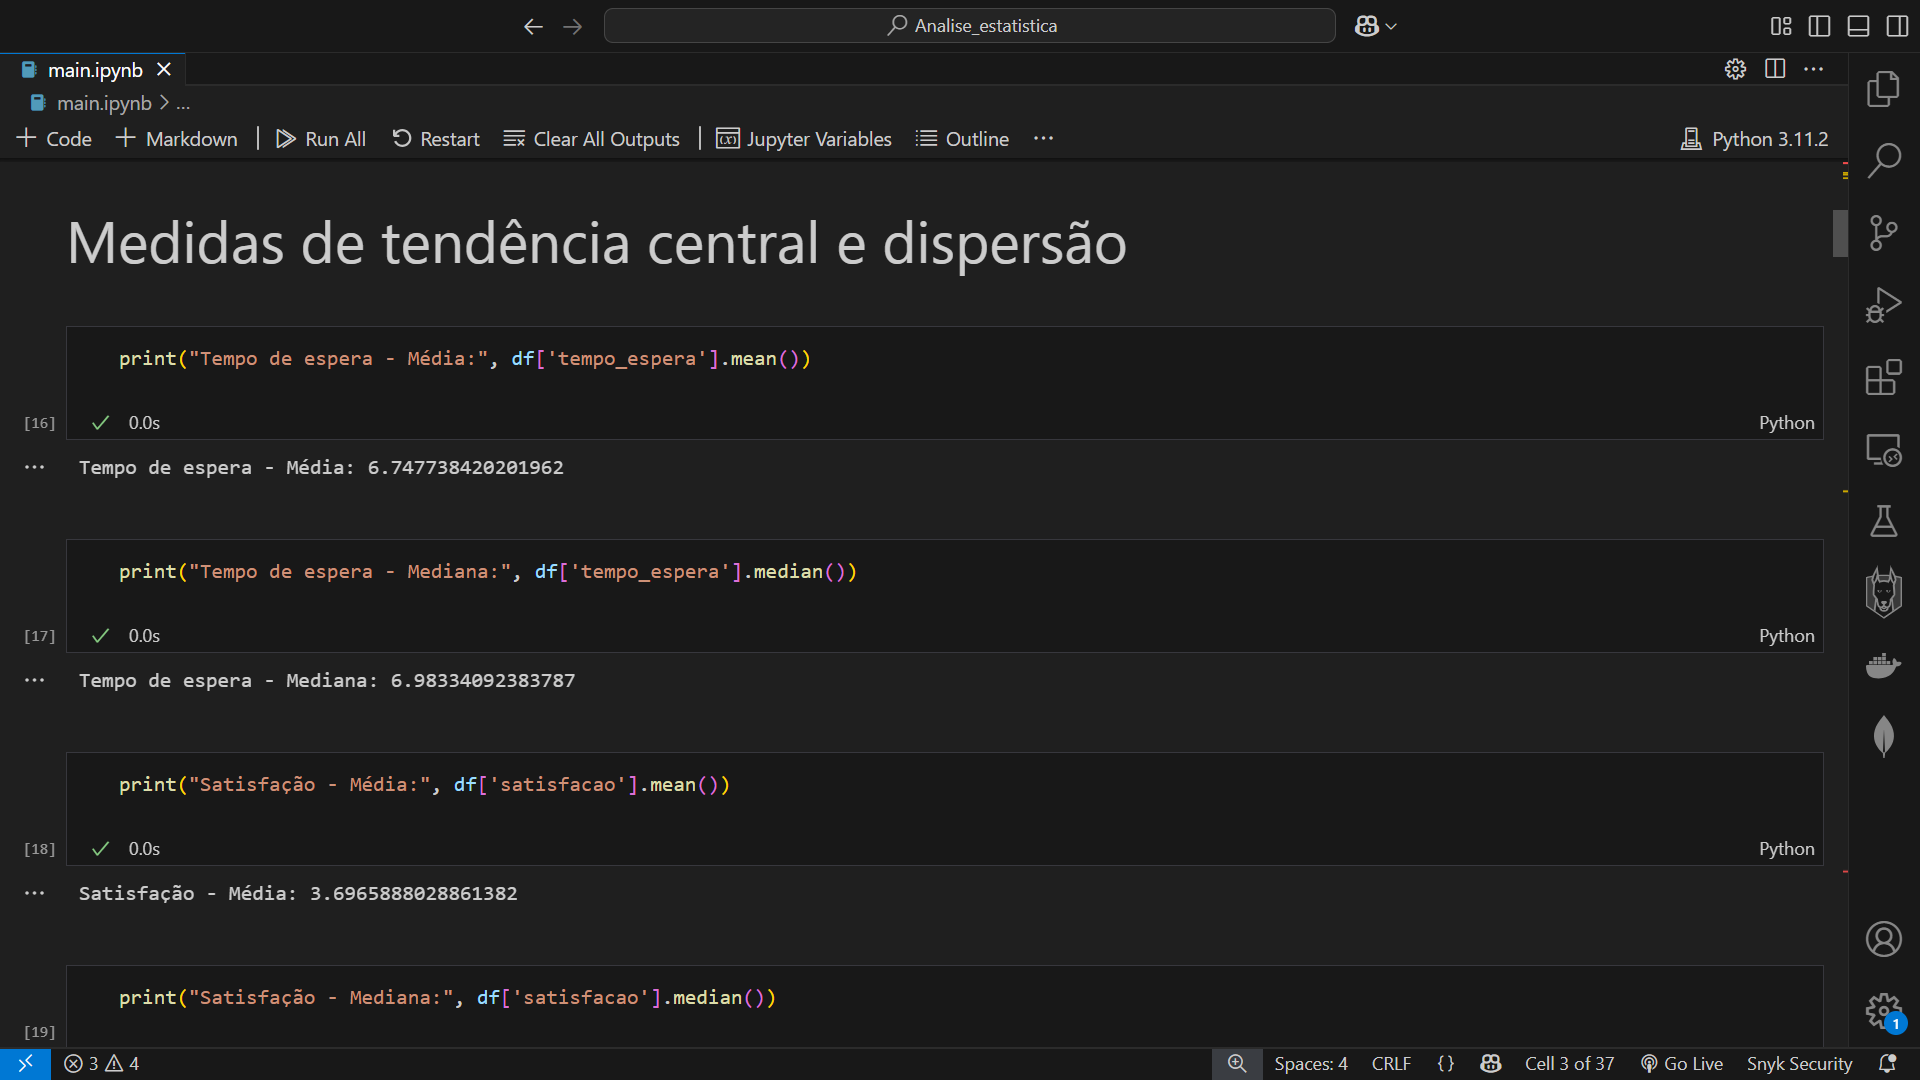 Analise_estatistica
main.ipynb
main.ipynb > ...
Code Markdown Run All Restart Clear All Outputs Jupyter Variables Outline ... Python 3.11.2
Medidas de tendência central e dispersão
print("Tempo de espera - Média:", df['tempo_espera'].mean())
[16] 0.0s Python
Tempo de espera - Média: 6.747738420201962
print("Tempo de espera - Mediana:", df['tempo_espera'].median())
[17] 0.0s Python
Tempo de espera - Mediana: 6.98334092383787
print("Satisfação - Média:", df['satisfacao'].mean())
[18] 0.0s Python
Satisfação - Média: 3.6965888028861382
print("Satisfação - Mediana:", df['satisfacao'].median())
[19]
1
3 4 Spaces: 4 CRLF {} Cell 3 of 37 Go Live Snyk Security